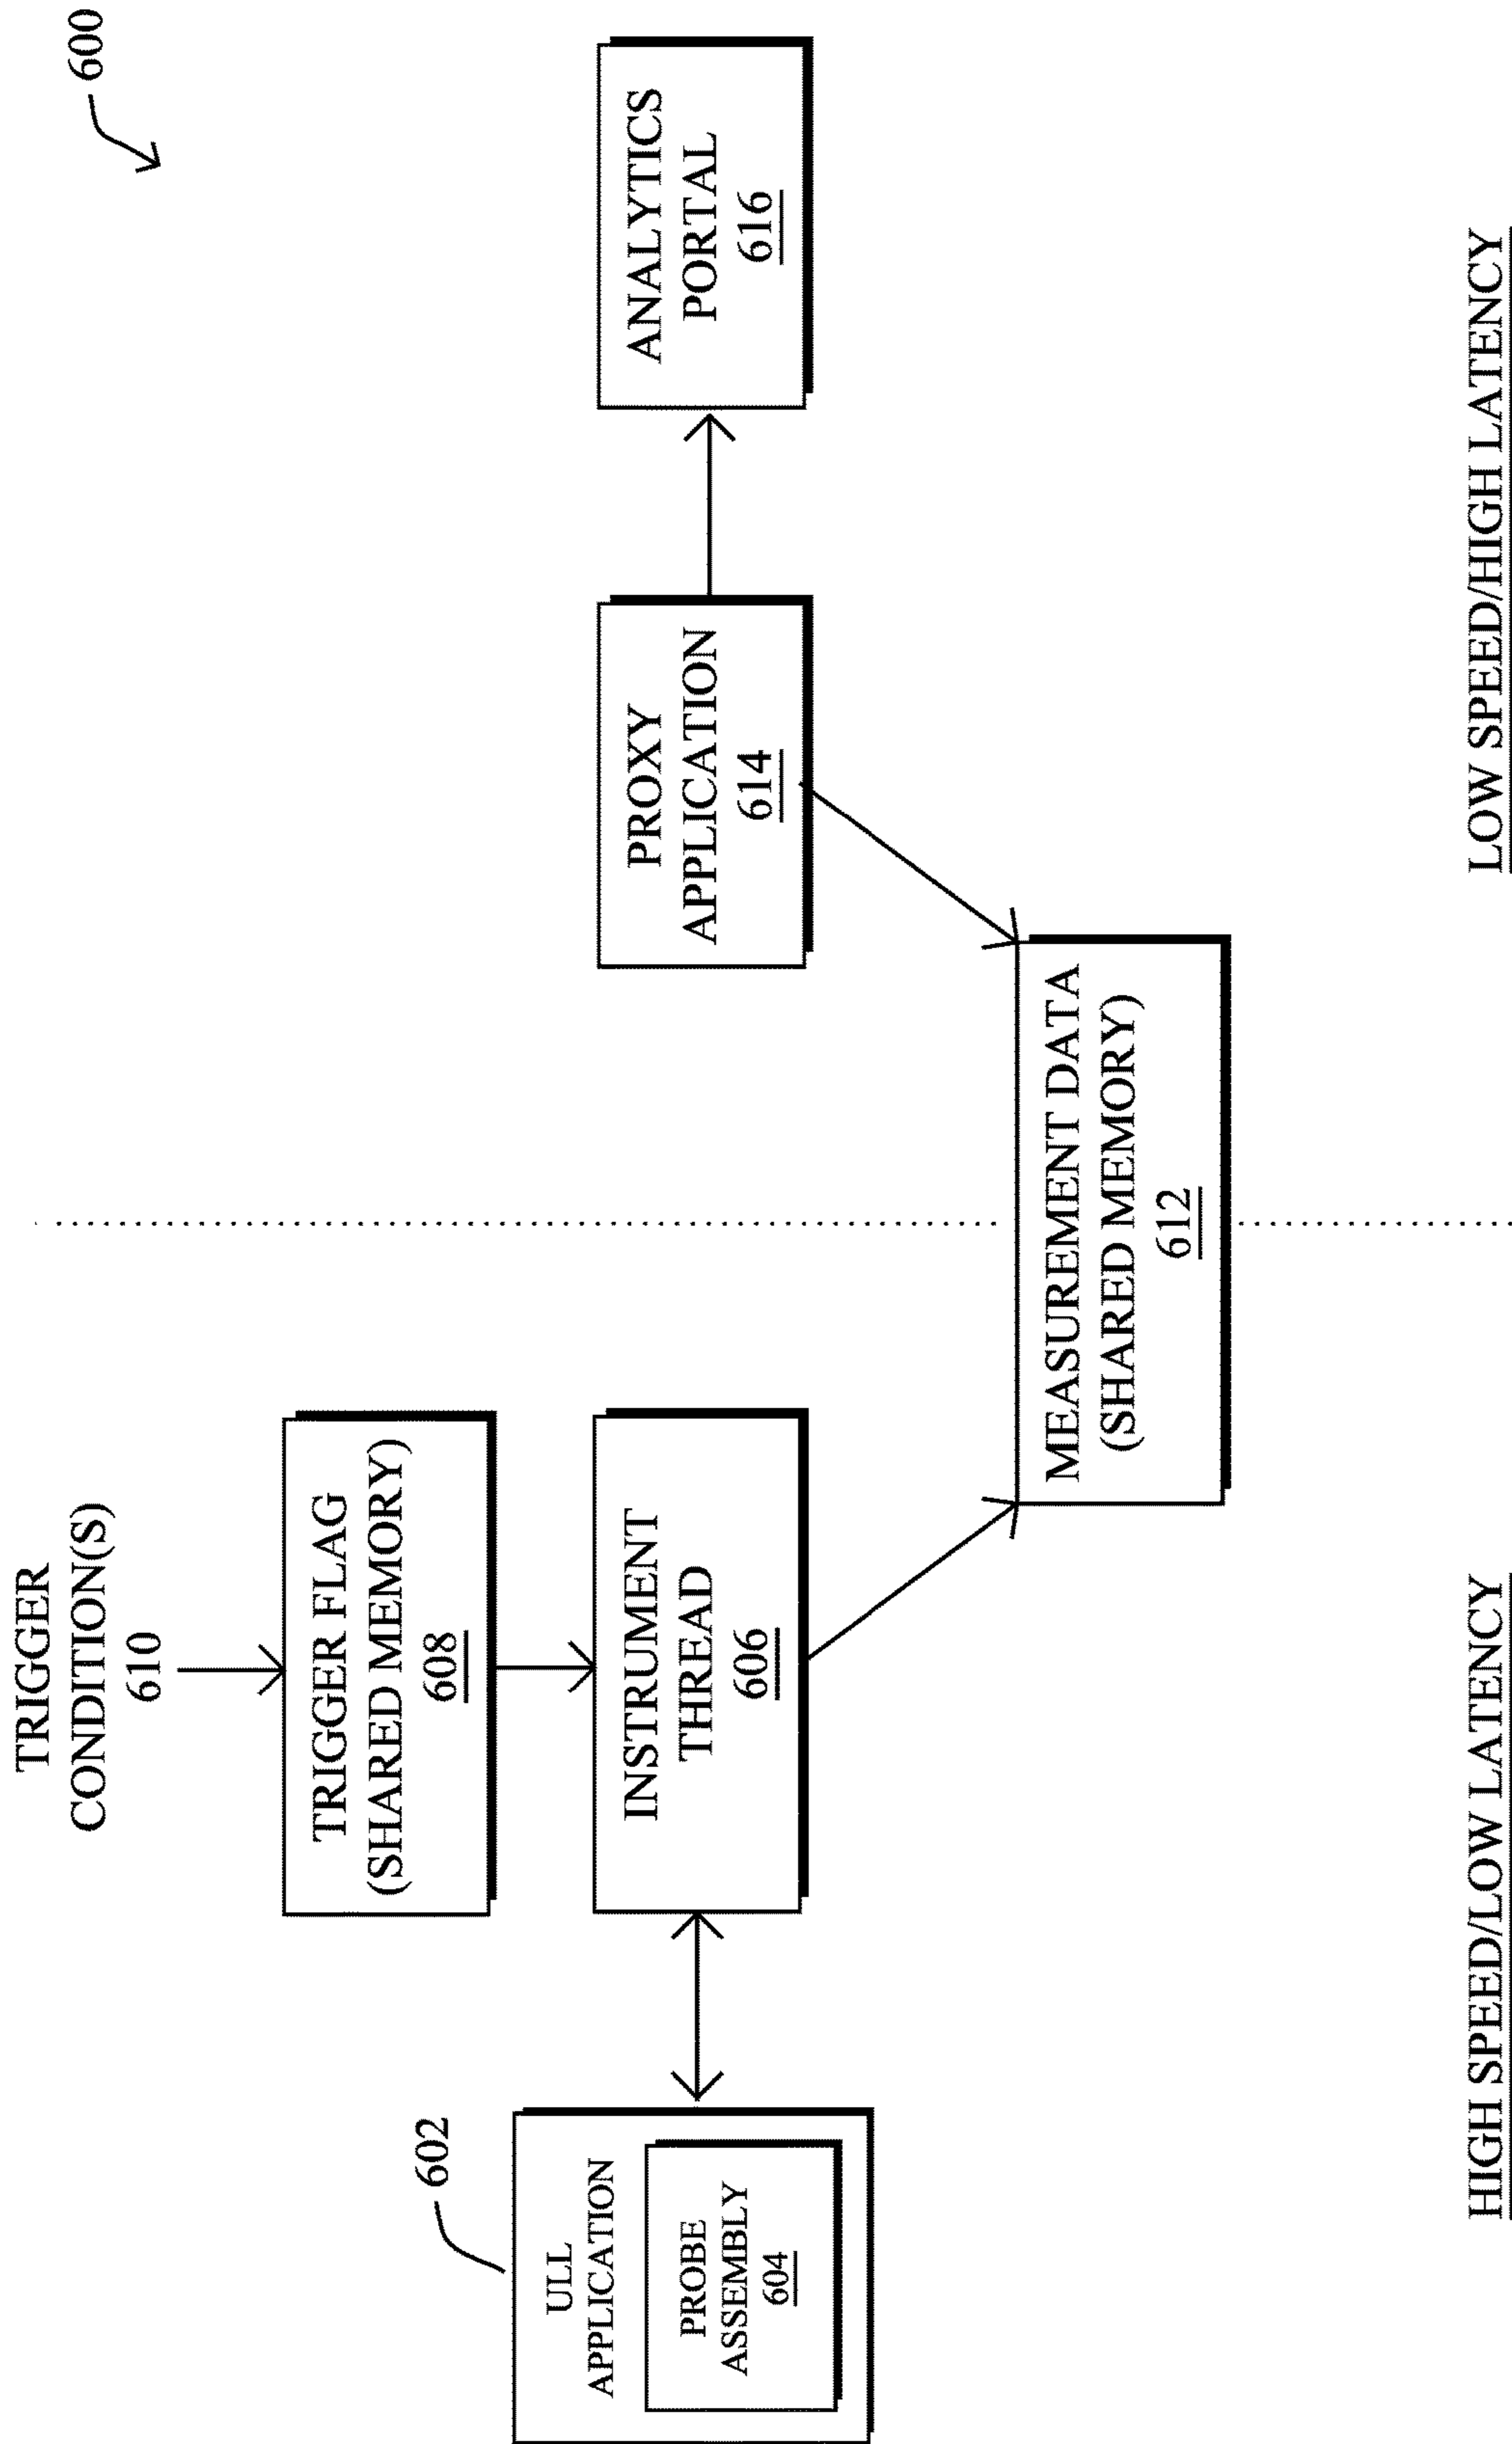 600
TRIGGER
CONDITION(S)
610
TRIGGER FLAG
(SHARED MEMORY)
608
602
ULL
APPLICATION
PROBE
ASSEMBLY
604
INSTRUMENT
THREAD
606
PROXY
APPLICATION
614
ANALYTICS
PORTAL
616
MEASUREMENT DATA
(SHARED MEMORY)
612
HIGH SPEED/LOW LATENCY
LOW SPEED/HIGH LATENCY